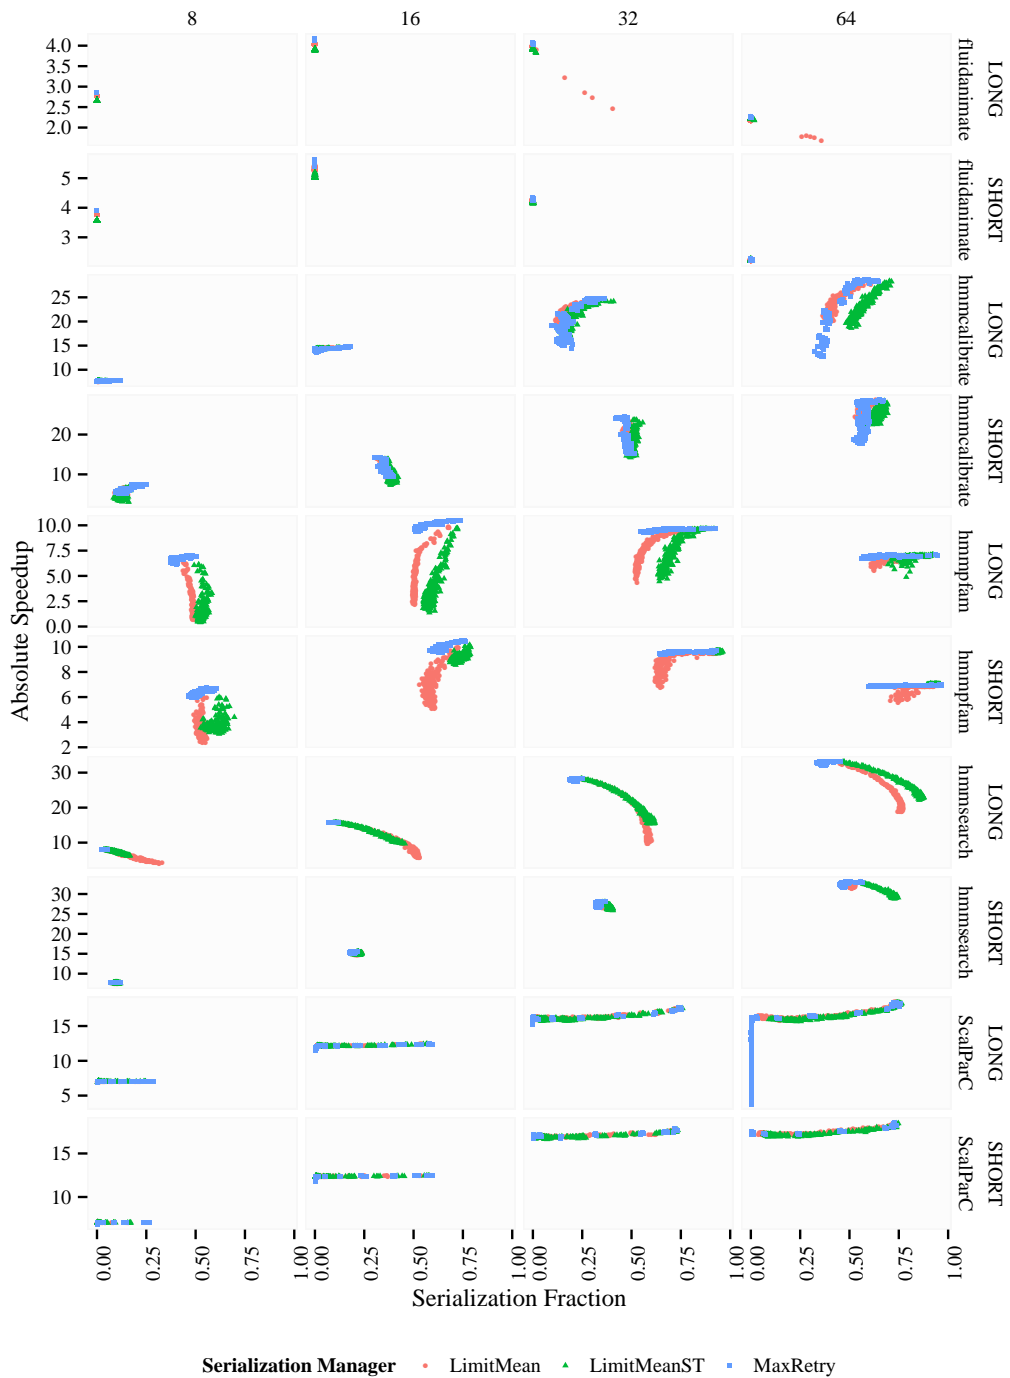 8 16 32 64
4.0
3.5
3.0
2.5
2.0
LONG
fluidanimate
5
4
3
SHORT
fluidanimate
25
20
15
10
LONG
hmmcalibrate
20
10
SHORT
hmmcalibrate
10.0
7.5
5.0
2.5
0.0
LONG
hmmpfam
10
8
6
4
2
SHORT
hmmpfam
30
20
10
LONG
hmmsearch
30
25
20
15
10
SHORT
hmmsearch
15
10
5
LONG
ScalParC
15
10
SHORT
ScalParC
Absolute Speedup
0.00 0.25 0.50 0.75 1.00 0.00 0.25 0.50 0.75 1.00 0.00 0.25 0.50 0.75 1.00 0.00 0.25 0.50 0.75 1.00
Serialization Fraction
Serialization Manager LimitMean LimitMeanST MaxRetry